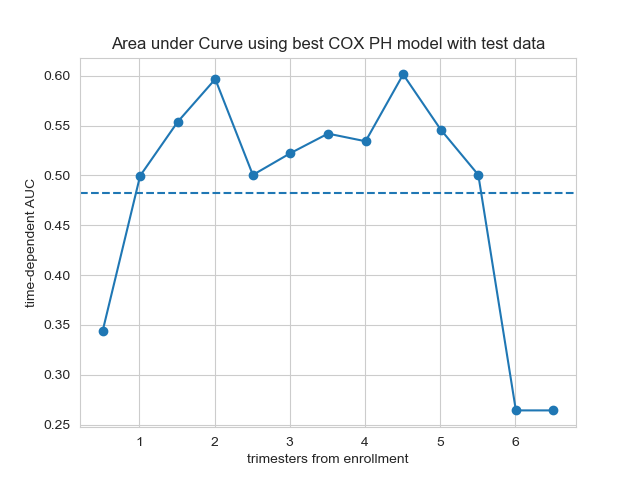 Area under Curve using best COX PH model with test data
time-dependent AUC
0.60
0.55
0.50
0.45
0.40
0.35
0.30
0.25
1 2 3 4 5 6
trimesters from enrollment